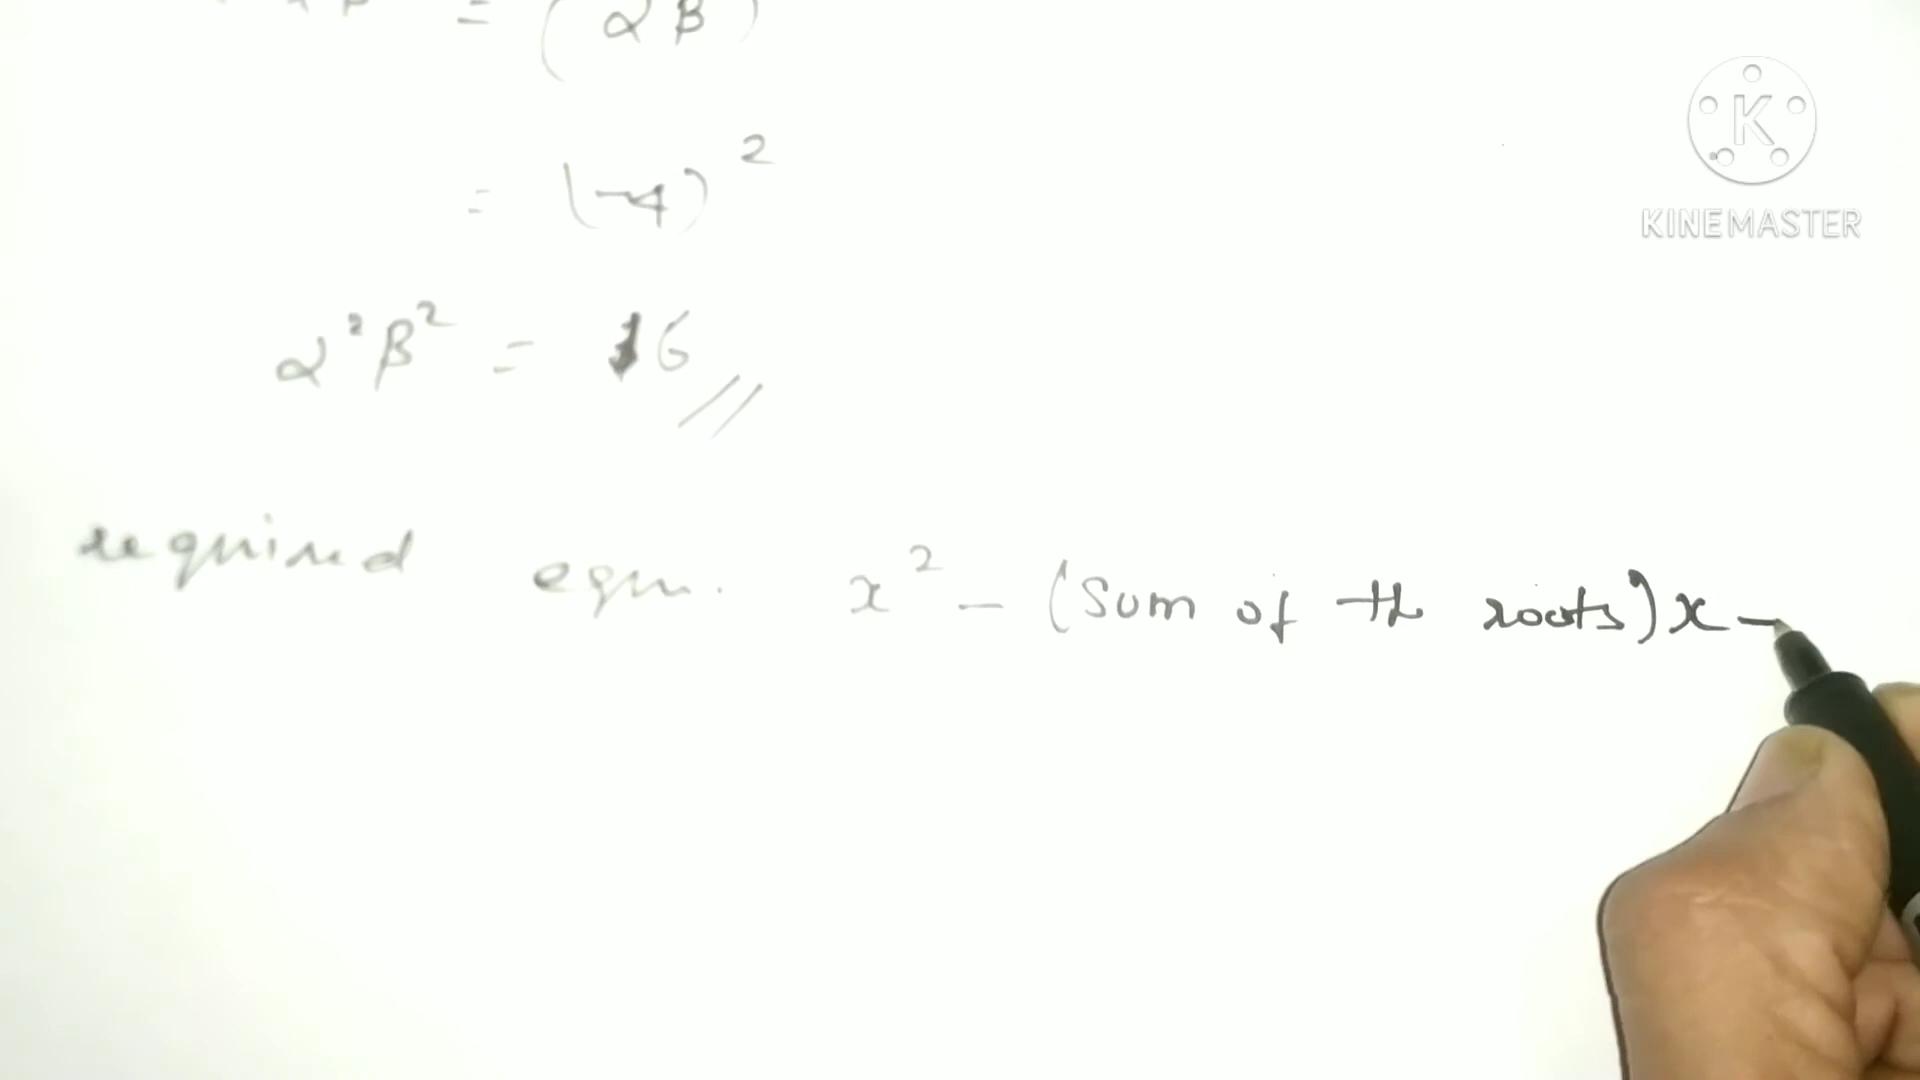 = (αβ)
= (-4)²
KINEMASTER
α²β² = 16
required eqn. x² - (Sum of the roots)x -